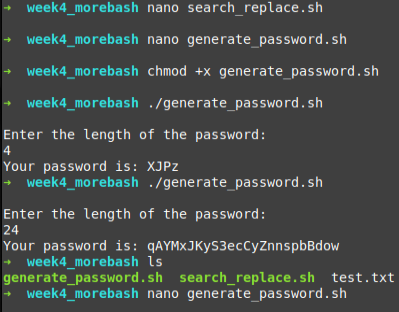 → week4_morebash nano search_replace.sh
→ week4_morebash nano generate_password.sh
→ week4_morebash chmod +x generate_password.sh
→ week4_morebash ./generate_password.sh
Enter the length of the password:
4
Your password is: XJPz
→ week4_morebash ./generate_password.sh
Enter the length of the password:
24
Your password is: qAYMxJKyS3ecCyZnnspbBdow
→ week4_morebash ls
generate_password.sh search_replace.sh test.txt
→ week4_morebash nano generate_password.sh